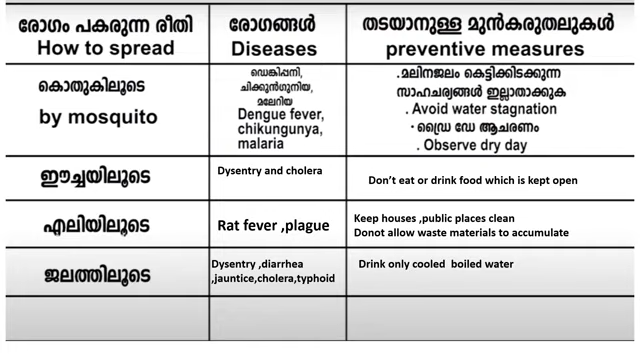 രോഗം പകരുന്ന രീതി
How to spread
രോഗങ്ങൾ
Diseases
തടയാനുള്ള മുൻകരുതലുകൾ
preventive measures
കൊതുകിലൂടെ
by mosquito
ഡെങ്കിപ്പനി,
ചിക്കുൻഗുനിയ,
മലേറിയ
Dengue fever,
chikungunya,
malaria
.മലിനജലം കെട്ടിക്കിടക്കുന്ന
സാഹചര്യങ്ങൾ ഇല്ലാതാക്കുക
. Avoid water stagnation
· ഡ്രൈ ഡേ ആചരണം
. Observe dry day
ഈച്ചയിലൂടെ
Dysentry and cholera
Don’t eat or drink food which is kept open
എലിയിലൂടെ
Rat fever ,plague
Keep houses ,public places clean
Donot allow waste materials to accumulate
ജലത്തിലൂടെ
Dysentry ,diarrhea
,jauntice,cholera,typhoid
Drink only cooled boiled water